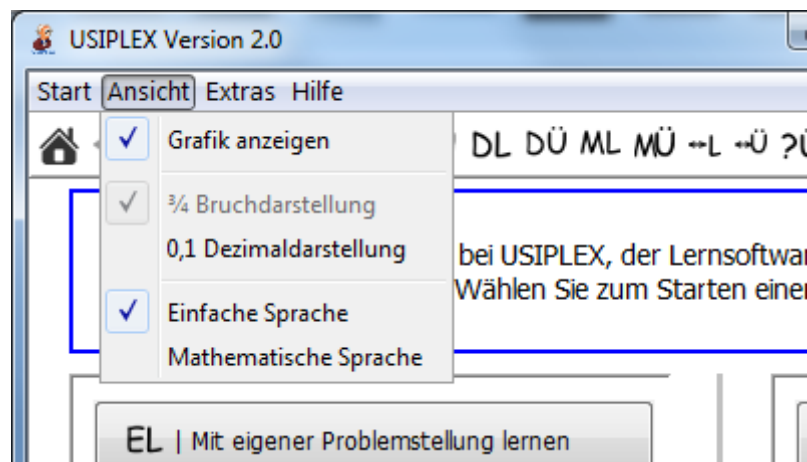 USIPLEX Version 2.0
Start Ansicht Extras Hilfe
DL DÜ ML MÜ ↔L ↔Ü ?Ü
Grafik anzeigen
¾ Bruchdarstellung
0,1 Dezimaldarstellung
Einfache Sprache
Mathematische Sprache
bei USIPLEX, der Lernsoftwar
Wählen Sie zum Starten einer
EL | Mit eigener Problemstellung lernen